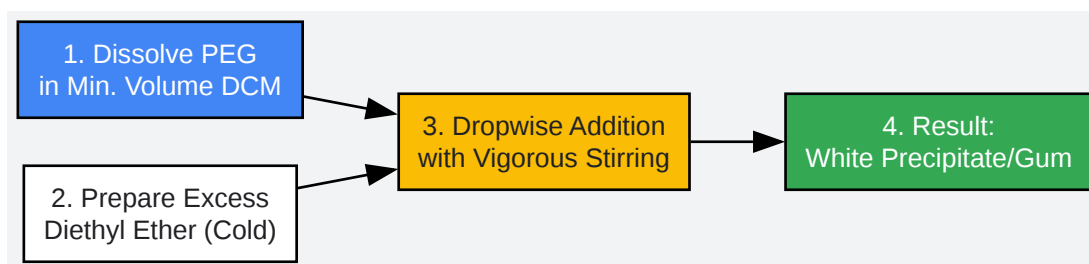 1. Dissolve PEG
in Min. Volume DCM
2. Prepare Excess
Diethyl Ether (Cold)
3. Dropwise Addition
with Vigorous Stirring
4. Result:
White Precipitate/Gum